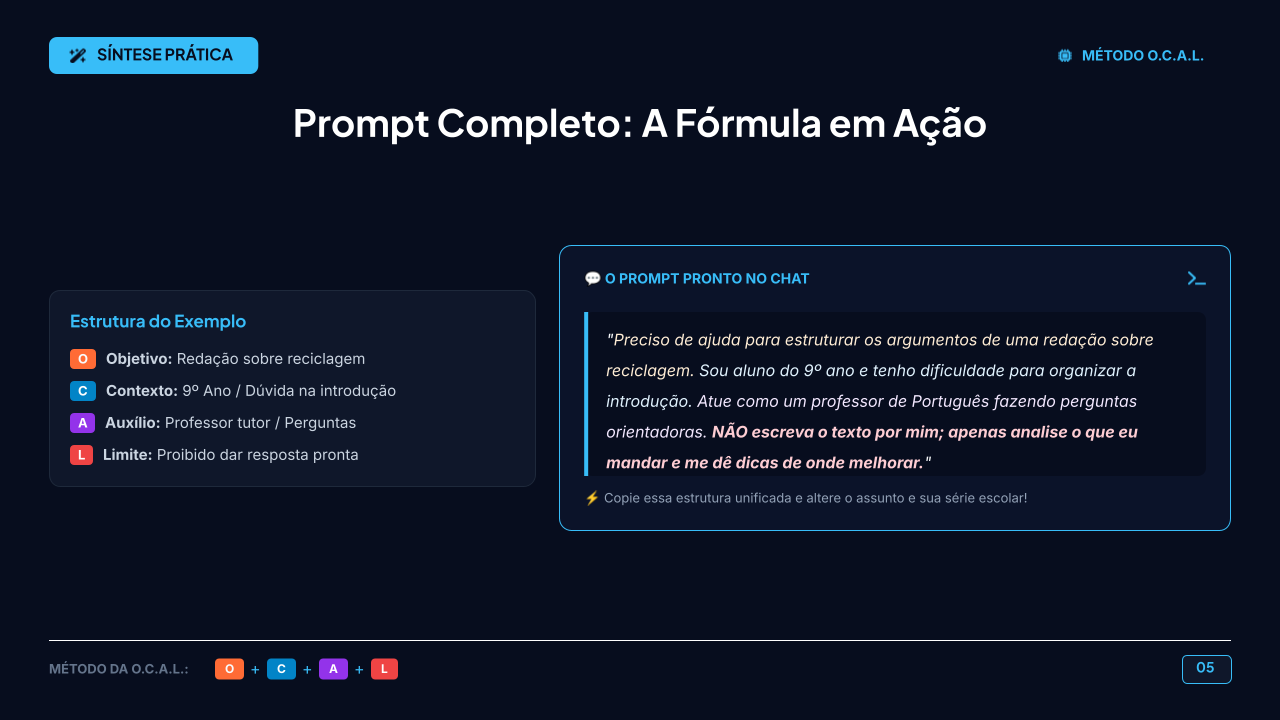 SÍNTESE PRÁTICA
MÉTODO O.C.A.L.
Prompt Completo: A Fórmula em Ação
Estrutura do Exemplo
O Objetivo: Redação sobre reciclagem
C Contexto: 9º Ano / Dúvida na introdução
A Auxílio: Professor tutor / Perguntas
L Limite: Proibido dar resposta pronta
💬 O PROMPT PRONTO NO CHAT
"Preciso de ajuda para estruturar os argumentos de uma redação sobre
reciclagem. Sou aluno do 9º ano e tenho dificuldade para organizar a
introdução. Atue como um professor de Português fazendo perguntas
orientadoras. NÃO escreva o texto por mim; apenas analise o que eu
mandar e me dê dicas de onde melhorar."
⚡ Copie essa estrutura unificada e altere o assunto e sua série escolar!
MÉTODO DA O.C.A.L.: O + C + A + L
05